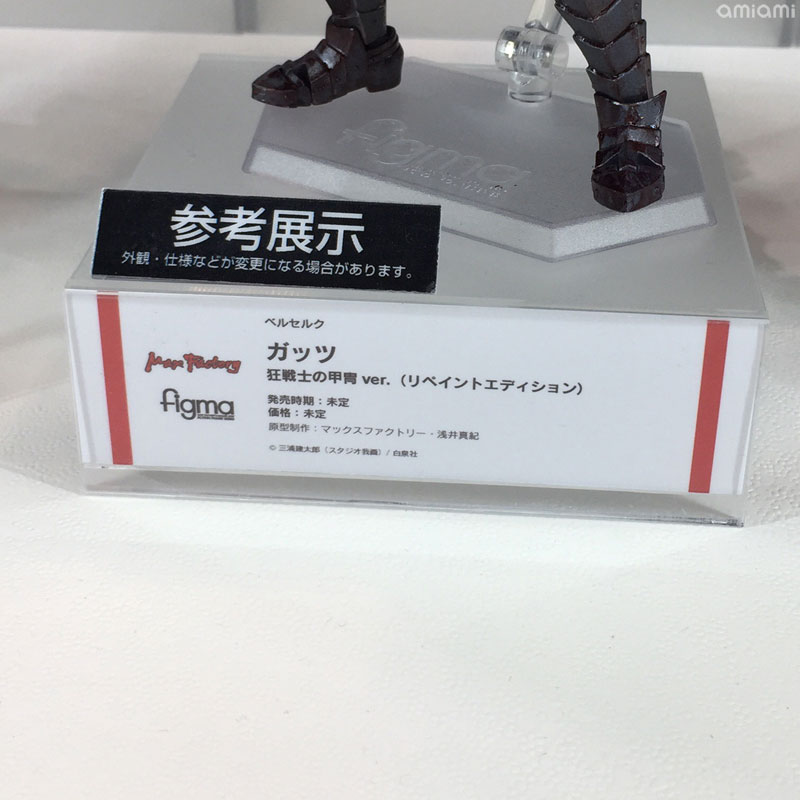 amiami
figma
参考展示
外観・仕様などが変更になる場合があります。
ベルセルク
Max Factory
ガッツ
狂戦士の甲冑 ver.（リペイントエディション）
figma
発売時期：未定
価格：未定
原型制作：マックスファクトリー・浅井真紀
© 三浦建太郎（スタジオ我画）/ 白泉社